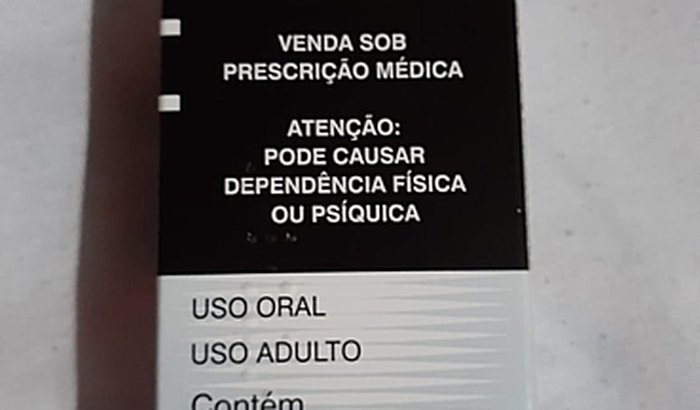 VENDA SOB
PRESCRIÇÃO MÉDICA
ATENÇÃO:
PODE CAUSAR
DEPENDÊNCIA FÍSICA
OU PSÍQUICA
USO ORAL
USO ADULTO
Contém